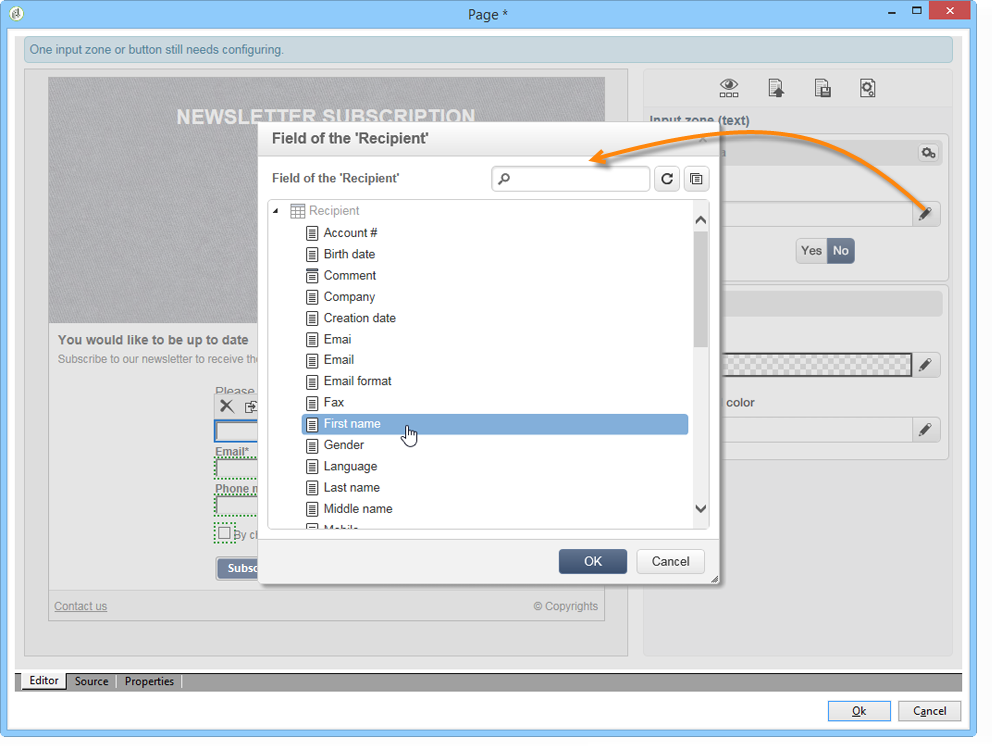 Page *
One input zone or button still needs configuring.
NEWSLETTER SUBSCRIPTION
Input zone (text)
Field of the 'Recipient'
Field of the 'Recipient'
Recipient
Account #
Birth date
Comment
Company
Creation date
Emai
Email
Email format
Fax
First name
Gender
Language
Last name
Middle name
Mobile
OK Cancel
Yes No
color
You would like to be up to date
Subscribe to our newsletter to receive the
Please
Email*
Phone n
By cl
Subsc
Contact us © Copyrights
Editor Source Properties
Ok Cancel